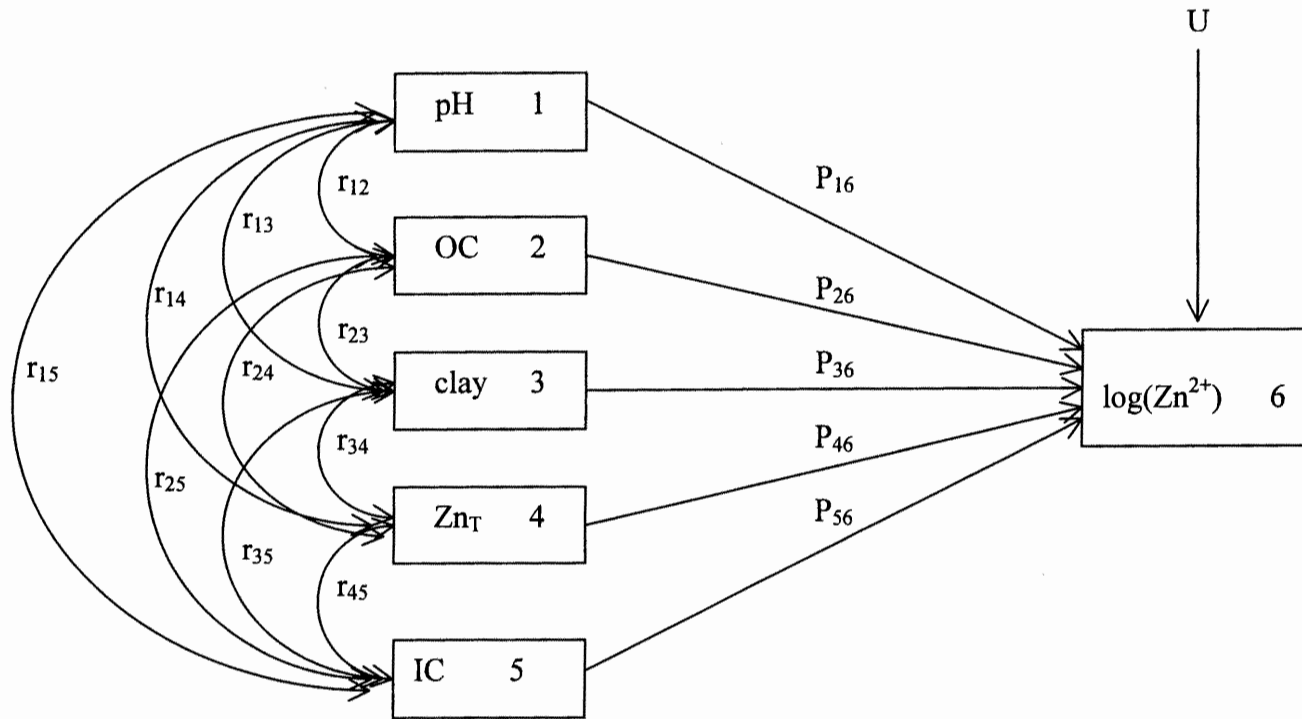 U
pH 1
r₁₂
P₁₆
r₁₃
OC 2
r₁₄
P₂₆
r₂₃
r₁₅
r₂₄
P₃₆
clay 3
log(Zn²⁺) 6
r₃₄
P₄₆
r₂₅
Zn_T 4
P₅₆
r₃₅
r₄₅
IC 5